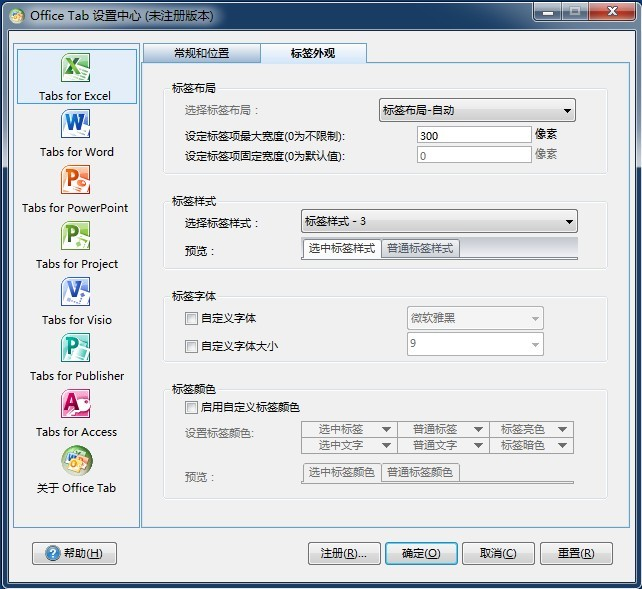 Office Tab 设置中心 (未注册版本)
Tabs for Excel
Tabs for Word
Tabs for PowerPoint
Tabs for Project
Tabs for Visio
Tabs for Publisher
Tabs for Access
关于 Office Tab
常规和位置 标签外观
标签布局
选择标签布局： 标签布局-自动
设定标签项最大宽度(0为不限制): 300 像素
设定标签项固定宽度(0为默认值): 0 像素
标签样式
选择标签样式： 标签样式 - 3
预览： 选中标签样式 普通标签样式
标签字体
自定义字体 微软雅黑
自定义字体大小 9
标签颜色
启用自定义标签颜色
设置标签颜色: 选中标签 普通标签 标签亮色
选中文字 普通文字 标签暗色
预览： 选中标签颜色 普通标签颜色
帮助(H) 注册(R)... 确定(O) 取消(C) 重置(R)